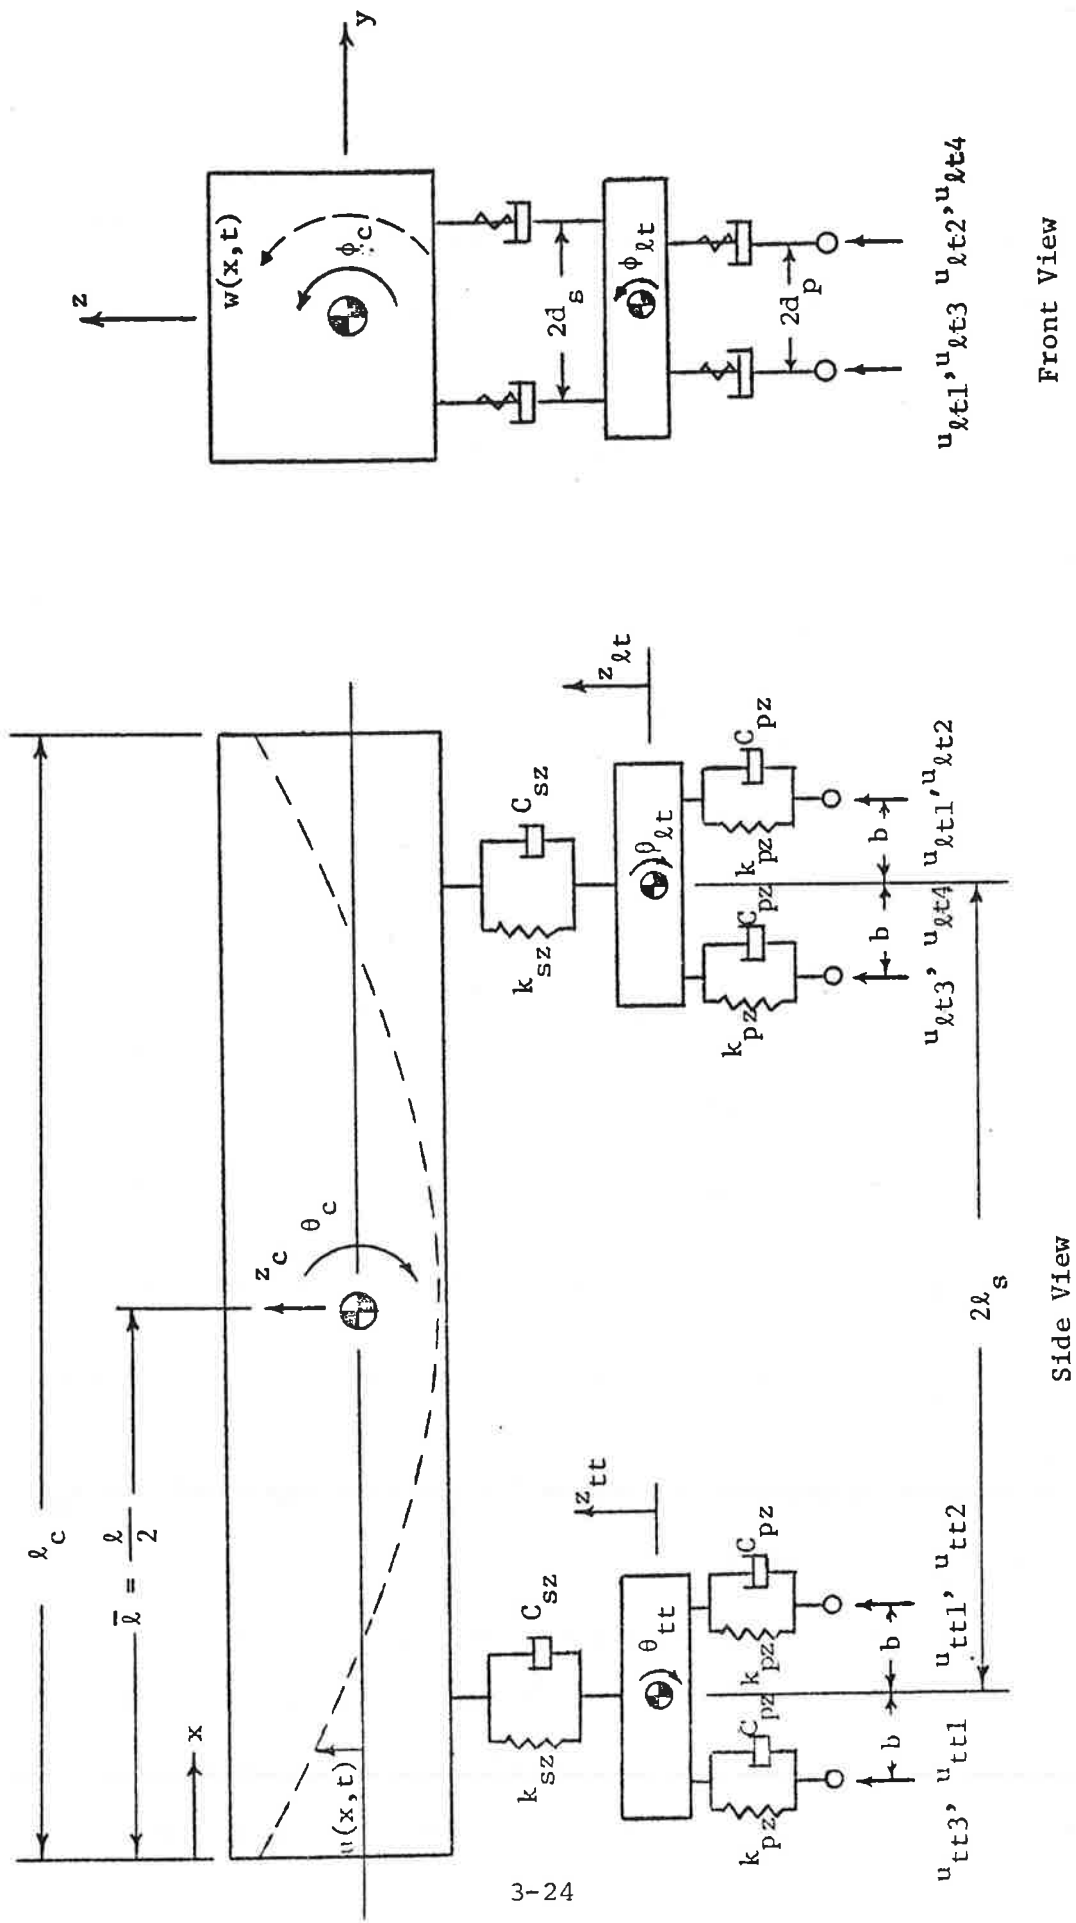 ℓc
ℓ̄ = ℓ/2
x
u(x,t)
zc
θc
ksz
Csz
ksz
Csz
ztt
θtt
zℓt
θℓt
kpz
Cpz
kpz
Cpz
kpz
Cpz
kpz
Cpz
b
b
b
b
utt3, utt1
utt1, utt2
uℓt3, uℓt4
uℓt1,uℓt2
2ℓs
Side View
z
y
w(x,t)
ϕc
2ds
ϕℓt
2dp
uℓt1,uℓt3 uℓt2,uℓt4
Front View
3-24